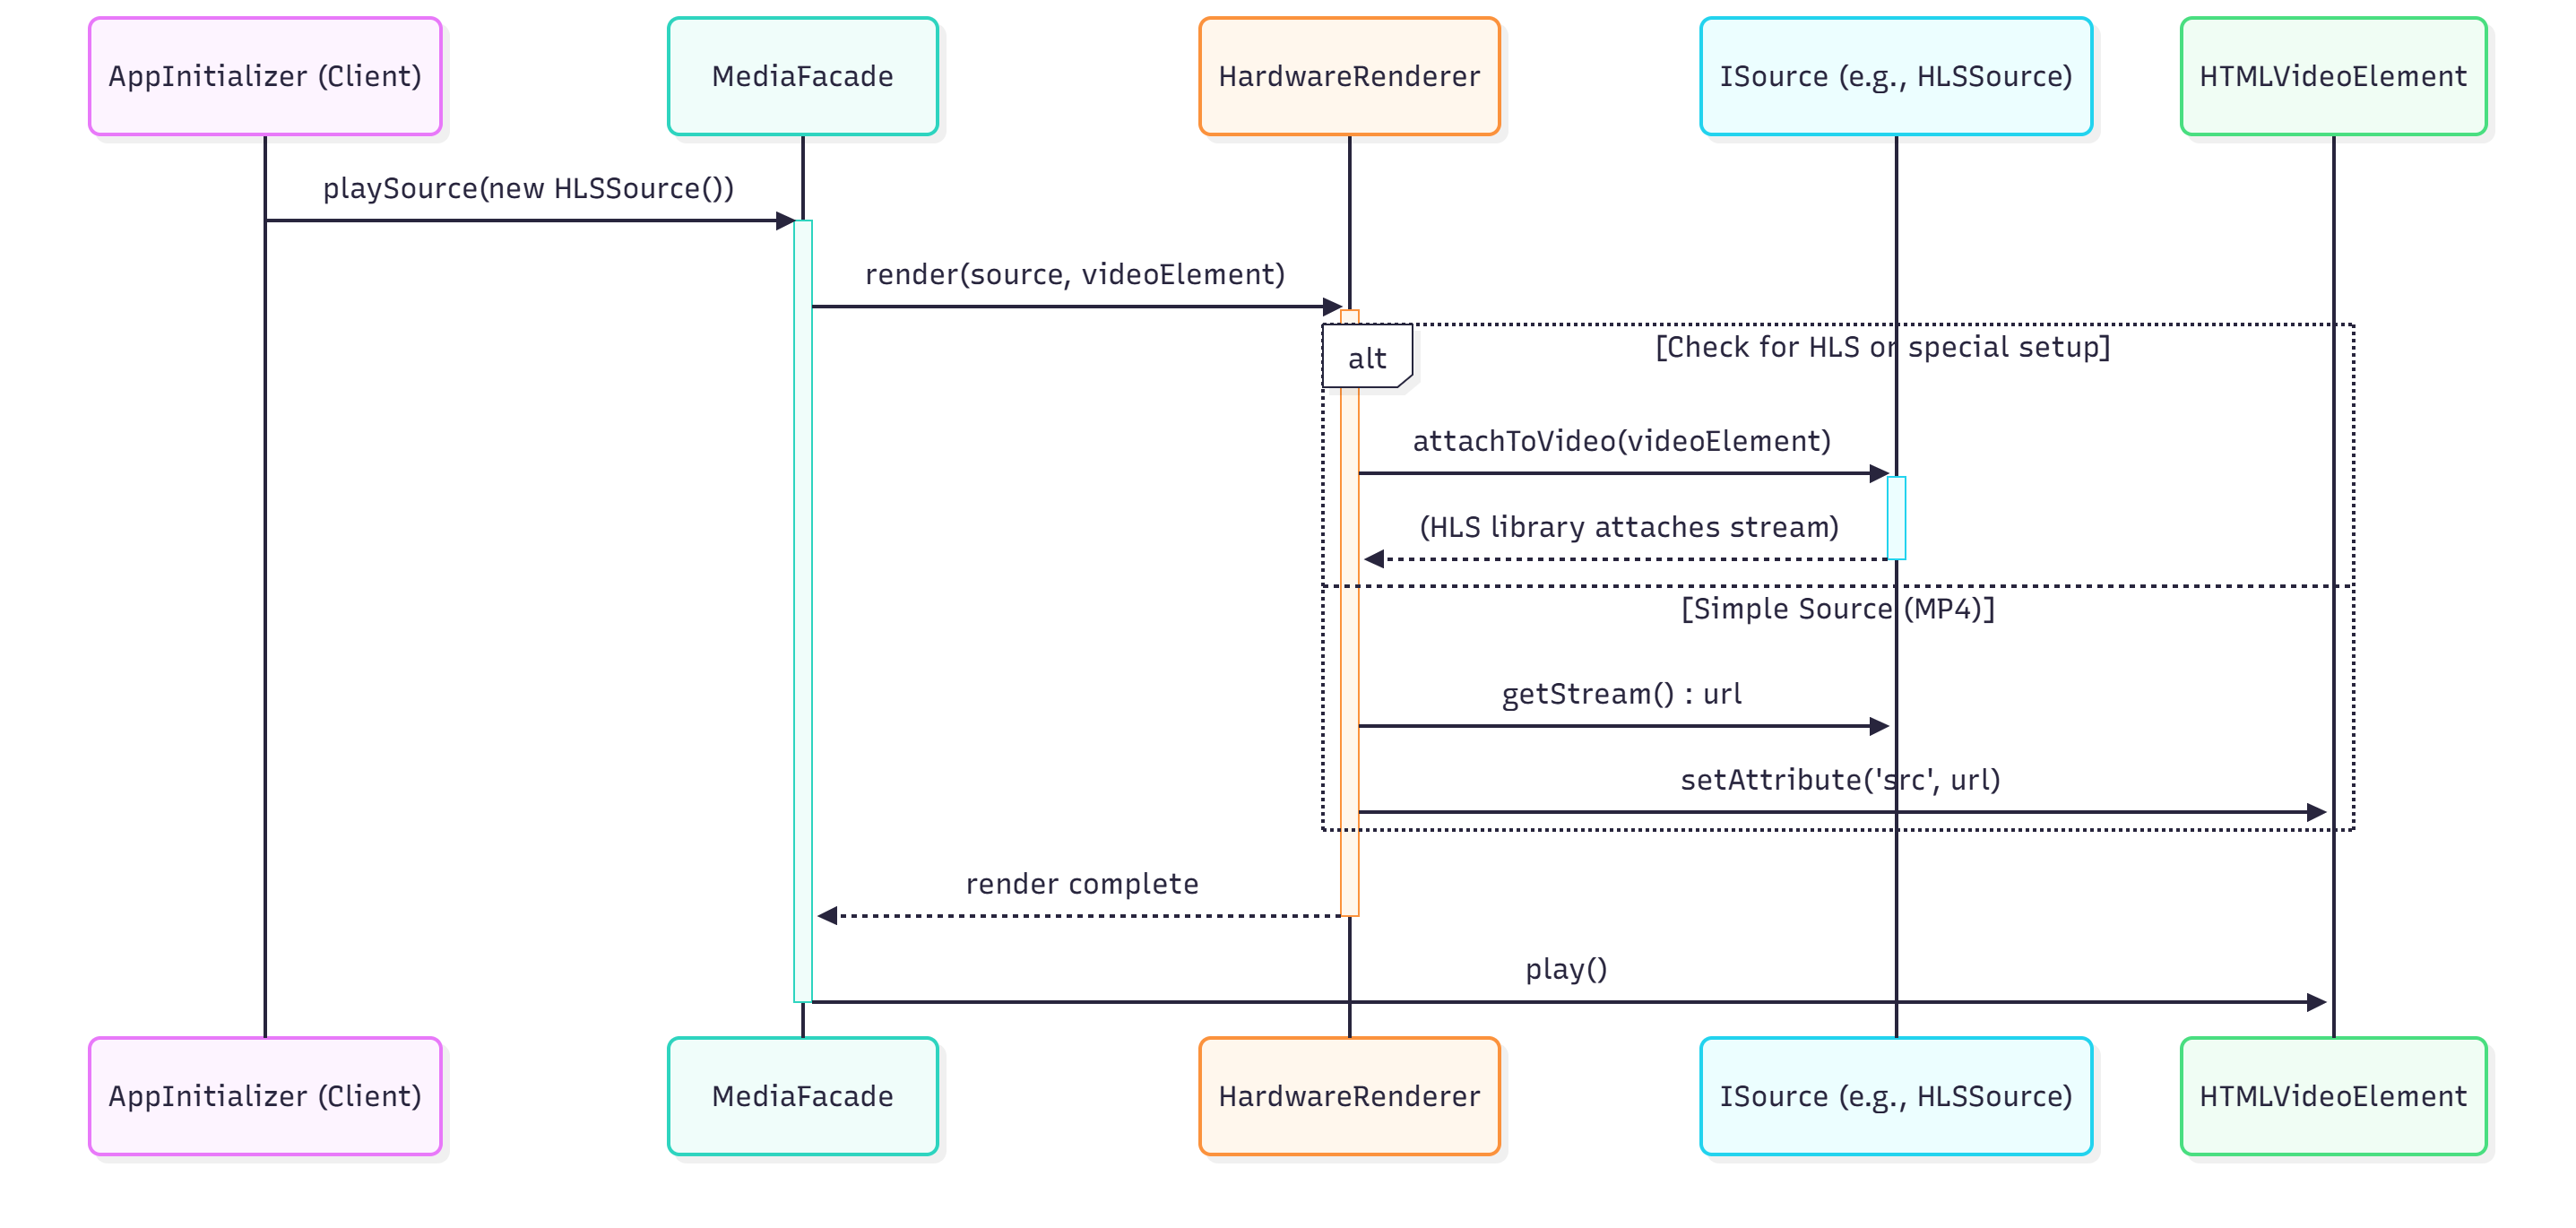 AppInitializer (Client)
MediaFacade
HardwareRenderer
ISource (e.g., HLSSource)
HTMLVideoElement
playSource(new HLSSource())
render(source, videoElement)
alt
[Check for HLS or special setup]
attachToVideo(videoElement)
(HLS library attaches stream)
[Simple Source (MP4)]
getStream() : url
setAttribute('src', url)
render complete
play()
AppInitializer (Client)
MediaFacade
HardwareRenderer
ISource (e.g., HLSSource)
HTMLVideoElement